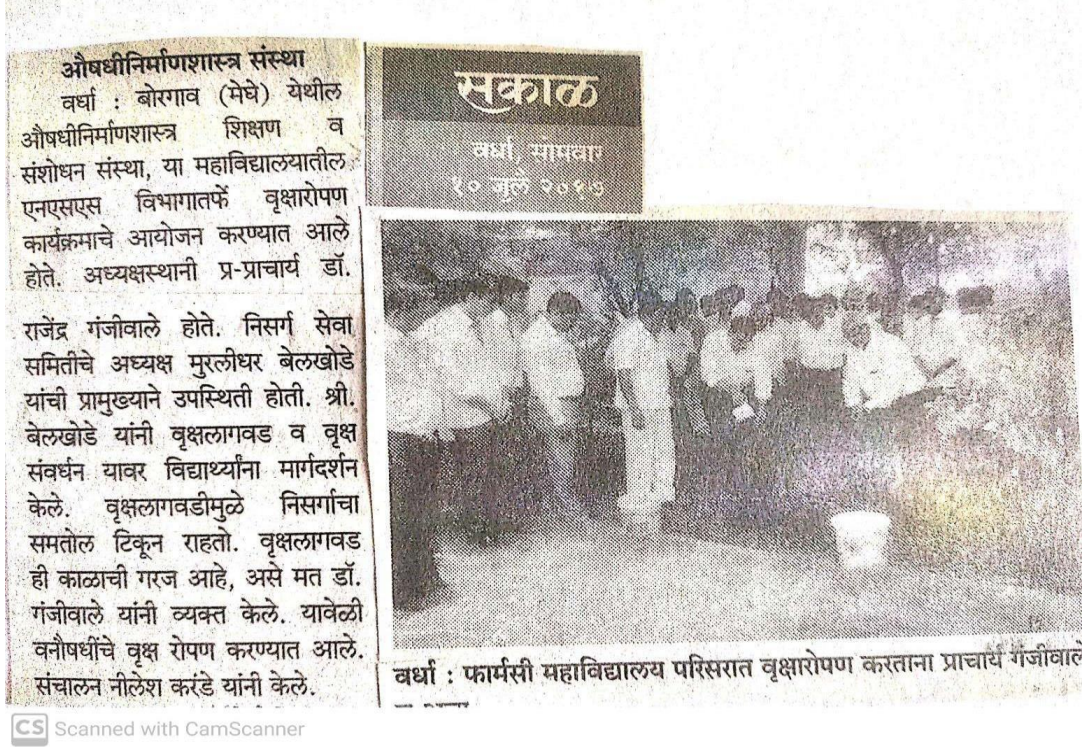 औषधीनिर्माणशास्त्र संस्था
वर्धा : बोरगाव (मेघे) येथील
औषधीनिर्माणशास्त्र शिक्षण व
संशोधन संस्था, या महाविद्यालयातील
एनएसएस विभागातर्फे वृक्षारोपण
कार्यक्रमाचे आयोजन करण्यात आले
होते. अध्यक्षस्थानी प्र-प्राचार्य डॉ.
राजेंद्र गंजीवाले होते. निसर्ग सेवा
समितीचे अध्यक्ष मुरलीधर बेलखोडे
यांची प्रामुख्याने उपस्थिती होती. श्री.
बेलखोडे यांनी वृक्षलागवड व वृक्ष
संवर्धन यावर विद्यार्थ्यांना मार्गदर्शन
केले. वृक्षलागवडीमुळे निसर्गाचा
समतोल टिकून राहतो. वृक्षलागवड
ही काळाची गरज आहे, असे मत डॉ.
गंजीवाले यांनी व्यक्त केले. यावेळी
वनौषधींचे वृक्ष रोपण करण्यात आले.
संचालन नीलेश करंडे यांनी केले.
सकाळ
वर्धा, सोमवार
१० जुले २०१७
वर्धा : फार्मसी महाविद्यालय परिसरात वृक्षारोपण करताना प्राचार्य गंजीवाले
CS Scanned with CamScanner